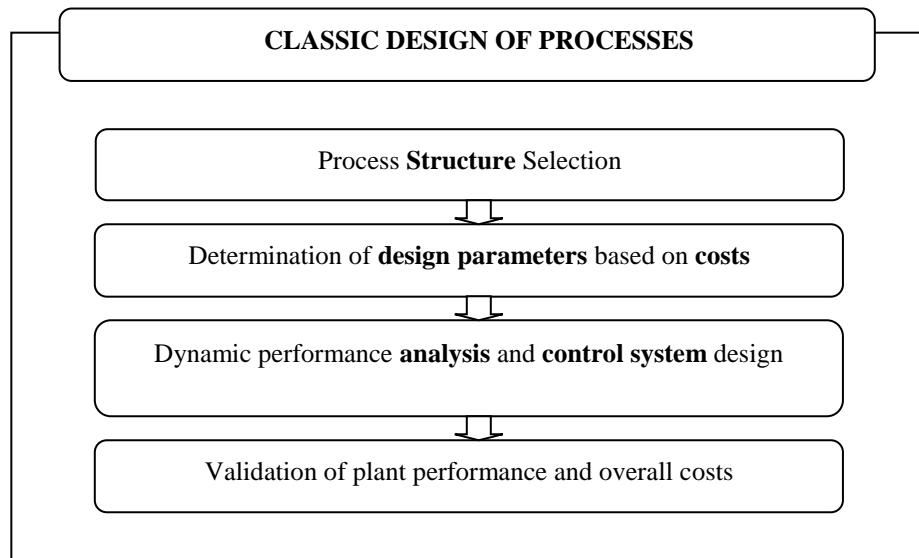 CLASSIC DESIGN OF PROCESSES
Process Structure Selection
Determination of design parameters based on costs
Dynamic performance analysis and control system design
Validation of plant performance and overall costs